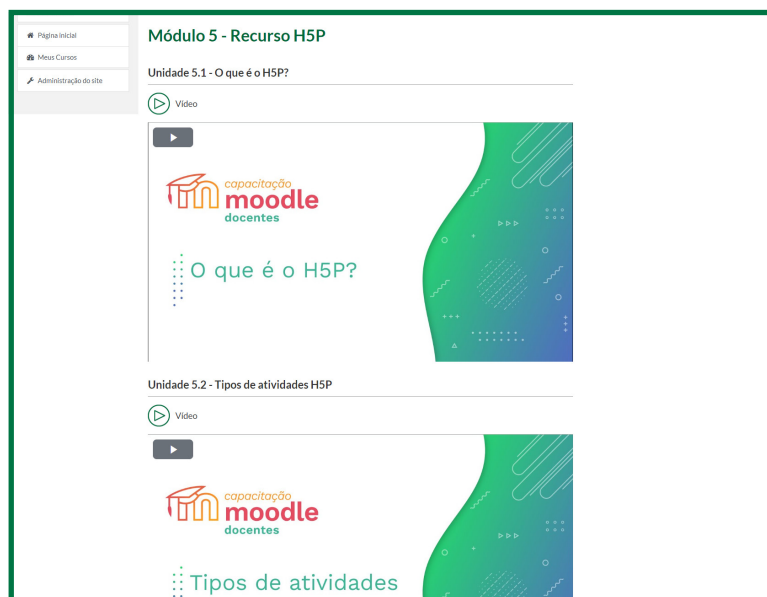 Página inicial
Meus Cursos
Administração do site
Módulo 5 - Recurso H5P
Unidade 5.1 - O que é o H5P?
Vídeo
capacitação
moodle
docentes
O que é o H5P?
Unidade 5.2 - Tipos de atividades H5P
Vídeo
capacitação
moodle
docentes
Tipos de atividades